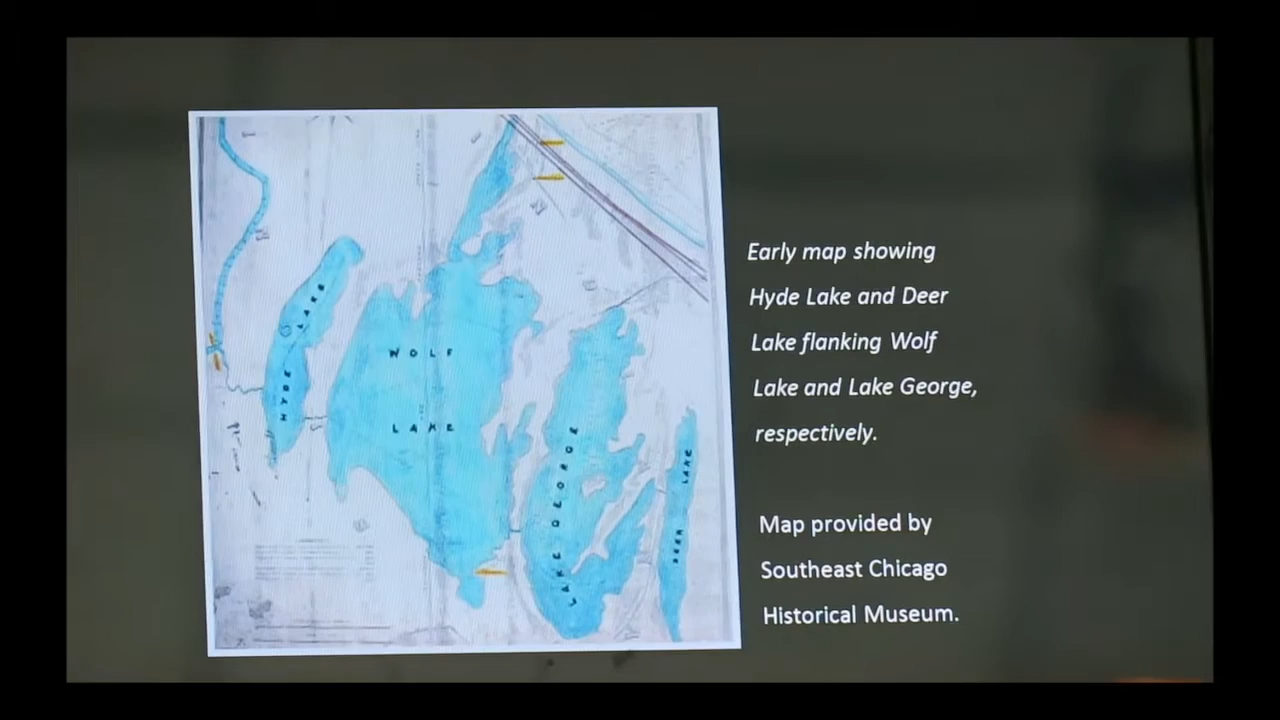 HYDE LAKE
WOLF
LAKE
LAKE GEORGE
DEER LAKE
Early map showing
Hyde Lake and Deer
Lake flanking Wolf
Lake and Lake George,
respectively.
Map provided by
Southeast Chicago
Historical Museum.